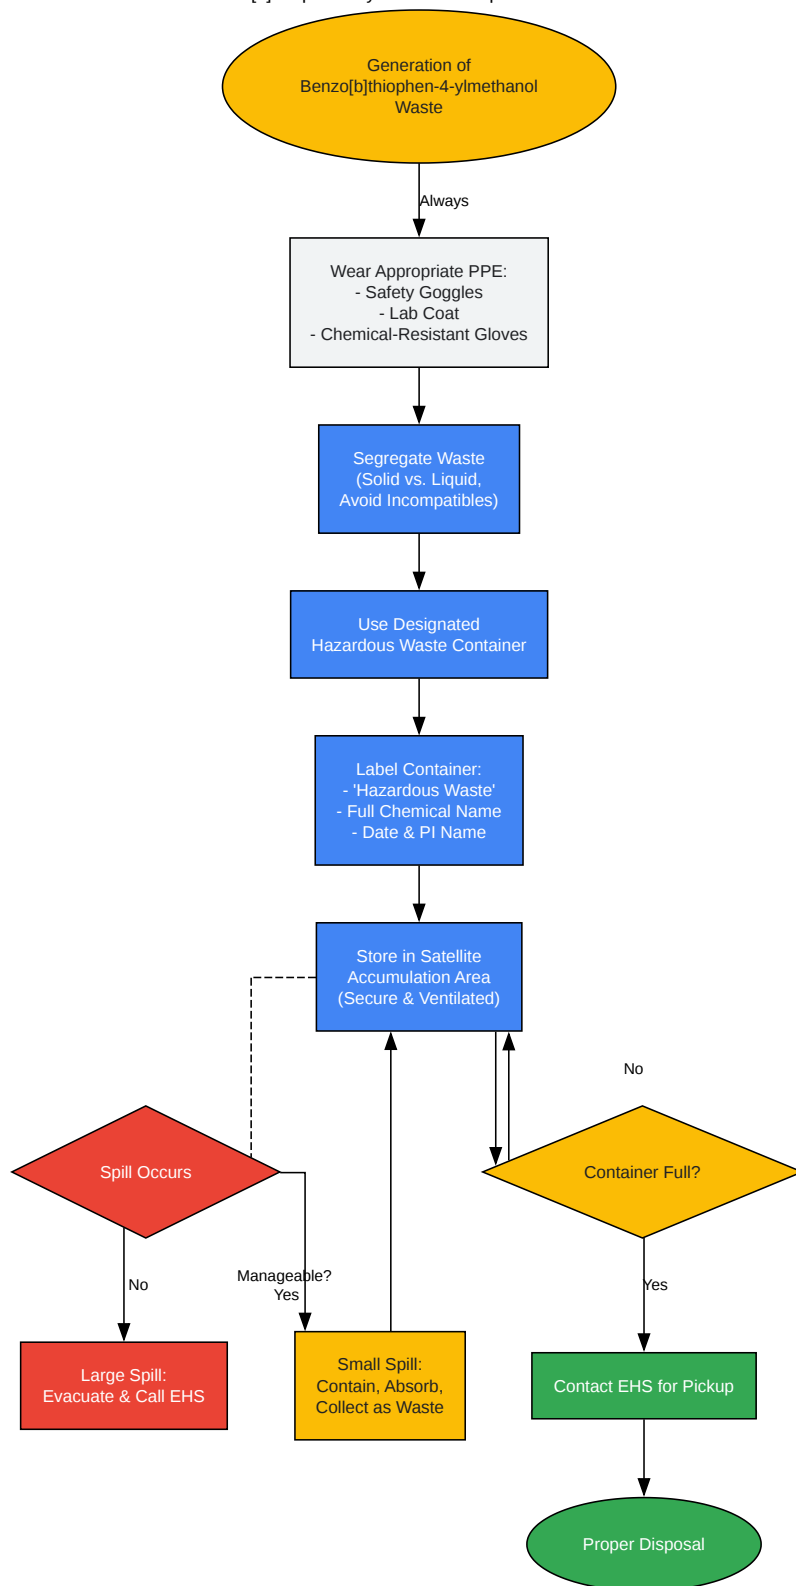 Generation of
Benzo[b]thiophen-4-ylmethanol
Waste
Always
Wear Appropriate PPE:
- Safety Goggles
- Lab Coat
- Chemical-Resistant Gloves
Segregate Waste
(Solid vs. Liquid,
Avoid Incompatibles)
Use Designated
Hazardous Waste Container
Label Container:
- 'Hazardous Waste'
- Full Chemical Name
- Date & PI Name
Store in Satellite
Accumulation Area
(Secure & Ventilated)
No
Spill Occurs
Container Full?
Manageable?
Yes
No
Yes
Large Spill:
Evacuate & Call EHS
Small Spill:
Contain, Absorb,
Collect as Waste
Contact EHS for Pickup
Proper Disposal